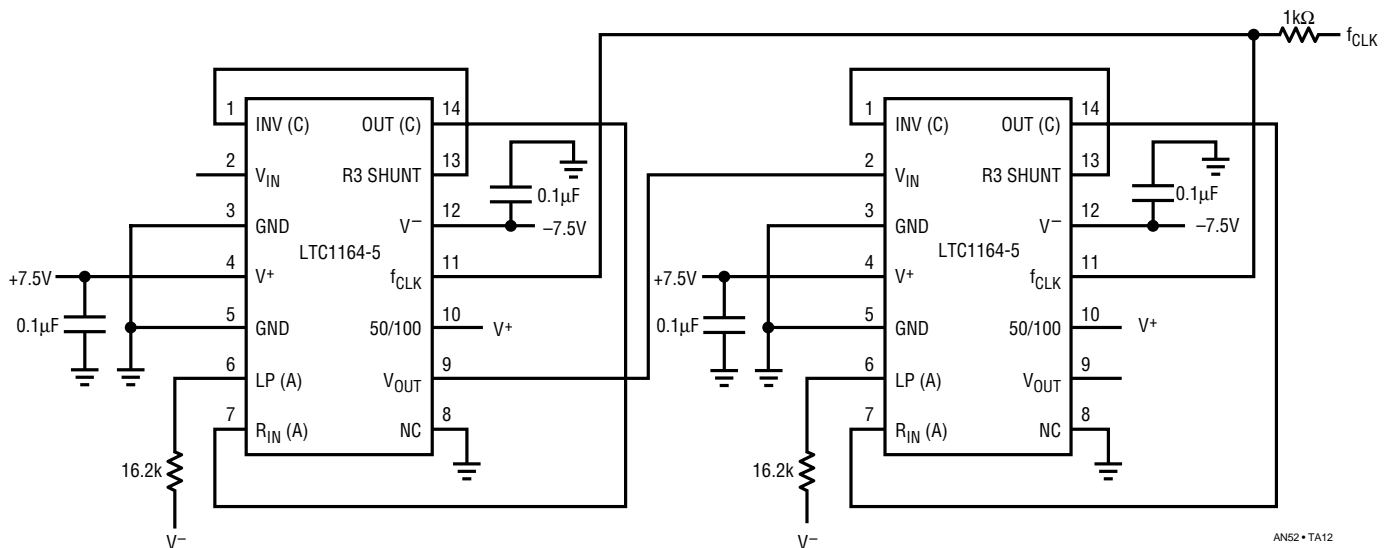 1kΩ
fCLK
1
14
INV (C)
OUT (C)
2
13
VIN
R3 SHUNT
0.1µF
3
12
GND
V–
–7.5V
LTC1164-5
+7.5V
4
11
V+
fCLK
0.1µF
5
10
GND
50/100
V+
6
9
LP (A)
VOUT
7
8
RIN (A)
NC
16.2k
V–
1
14
INV (C)
OUT (C)
2
13
VIN
R3 SHUNT
0.1µF
3
12
GND
V–
–7.5V
LTC1164-5
+7.5V
4
11
V+
fCLK
0.1µF
5
10
GND
50/100
V+
6
9
LP (A)
VOUT
7
8
RIN (A)
NC
16.2k
V–
AN52 • TA12